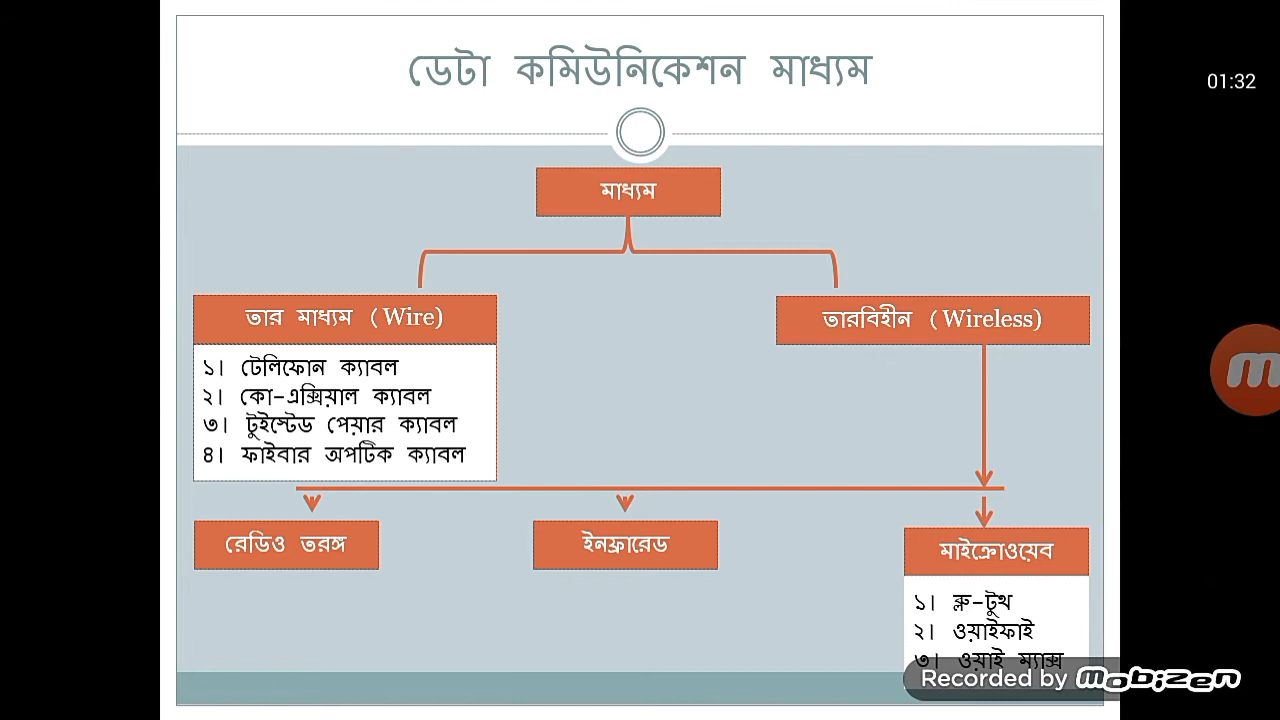 ডেটা কমিউনিকেশন মাধ্যম
01:32
মাধ্যম
তার মাধ্যম (Wire)
১। টেলিফোন ক্যাবল
২। কো-এক্সিয়াল ক্যাবল
৩। টুইস্টেড পেয়ার ক্যাবল
৪। ফাইবার অপটিক ক্যাবল
তারবিহীন (Wireless)
রেডিও তরঙ্গ
ইনফ্রারেড
মাইক্রোওয়েব
১। ব্লু-টুথ
২। ওয়াইফাই
৩। ওয়াই ম্যাক্স
Recorded by mobizen